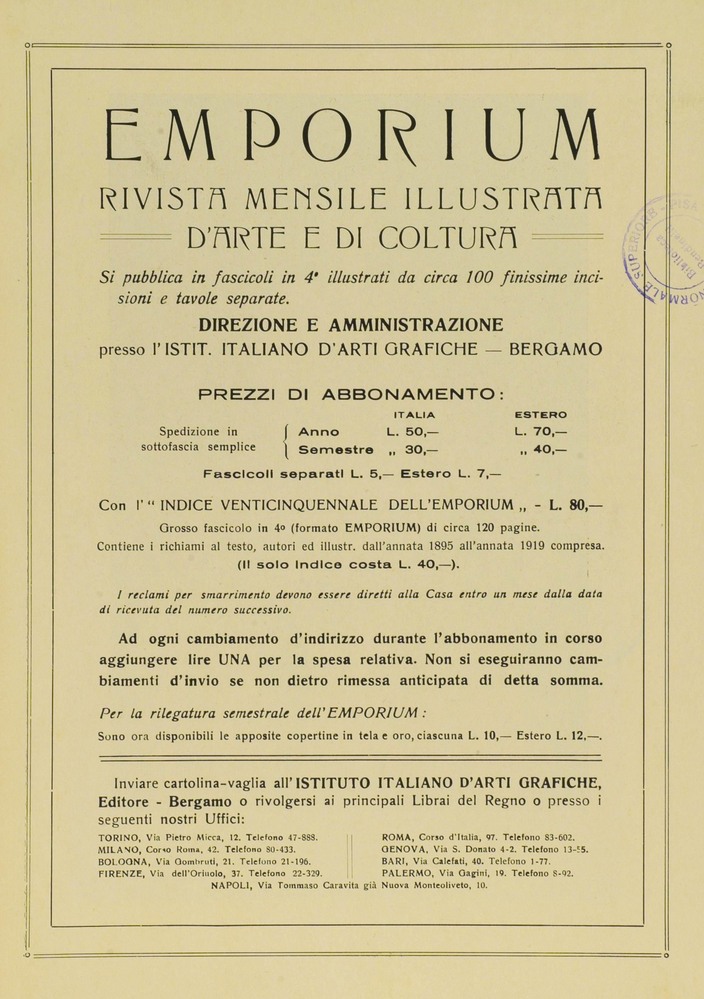 EMPORIUM
RIVISTA MENSILE ILLUSTRATA
D'ARTE E DI COLTURA
Si pubblica in fascicoli in 4º illustrati da circa 100 finissime inci-
sioni e tavole separate.
DIREZIONE E AMMINISTRAZIONE
presso l'ISTIT. ITALIANO D'ARTI GRAFICHE — BERGAMO
PREZZI DI ABBONAMENTO:
ITALIA ESTERO
Spedizione in sottofascia semplice
Anno L. 50,— L. 70,—
Semestre „ 30,— „ 40,—
Fascicoli separati L. 5,— Estero L. 7,—
Con l'“ INDICE VENTICINQUENNALE DELL'EMPORIUM „ - L. 80,—
Grosso fascicolo in 4º (formato EMPORIUM) di circa 120 pagine.
Contiene i richiami al testo, autori ed illustr. dall'annata 1895 all'annata 1919 compresa.
(Il solo Indice costa L. 40,—).
I reclami per smarrimento devono essere diretti alla Casa entro un mese dalla data
di ricevuta del numero successivo.
Ad ogni cambiamento d'indirizzo durante l'abbonamento in corso
aggiungere lire UNA per la spesa relativa. Non si eseguiranno cam-
biamenti d'invio se non dietro rimessa anticipata di detta somma.
Per la rilegatura semestrale dell'EMPORIUM :
Sono ora disponibili le apposite copertine in tela e oro, ciascuna L. 10,— Estero L. 12,—.
Inviare cartolina-vaglia all'ISTITUTO ITALIANO D'ARTI GRAFICHE,
Editore - Bergamo o rivolgersi ai principali Librai del Regno o presso i
seguenti nostri Uffici:
TORINO, Via Pietro Micca, 12. Telefono 47-888.
MILANO, Corso Roma, 42. Telefono 80-433.
BOLOGNA, Via Gombruti, 21. Telefono 21-196.
FIRENZE, Via dell'Oriuolo, 37. Telefono 22-329.
ROMA, Corso d'Italia, 97. Telefono 83-602.
GENOVA, Via S. Donato 4-2. Telefono 13-55.
BARI, Via Calefati, 40. Telefono 1-77.
PALERMO, Via Gagini, 19. Telefono 8-92.
NAPOLI, Via Tommaso Caravita già Nuova Monteoliveto, 10.
NORMALE SUPERIORE - PISA
Biblioteca